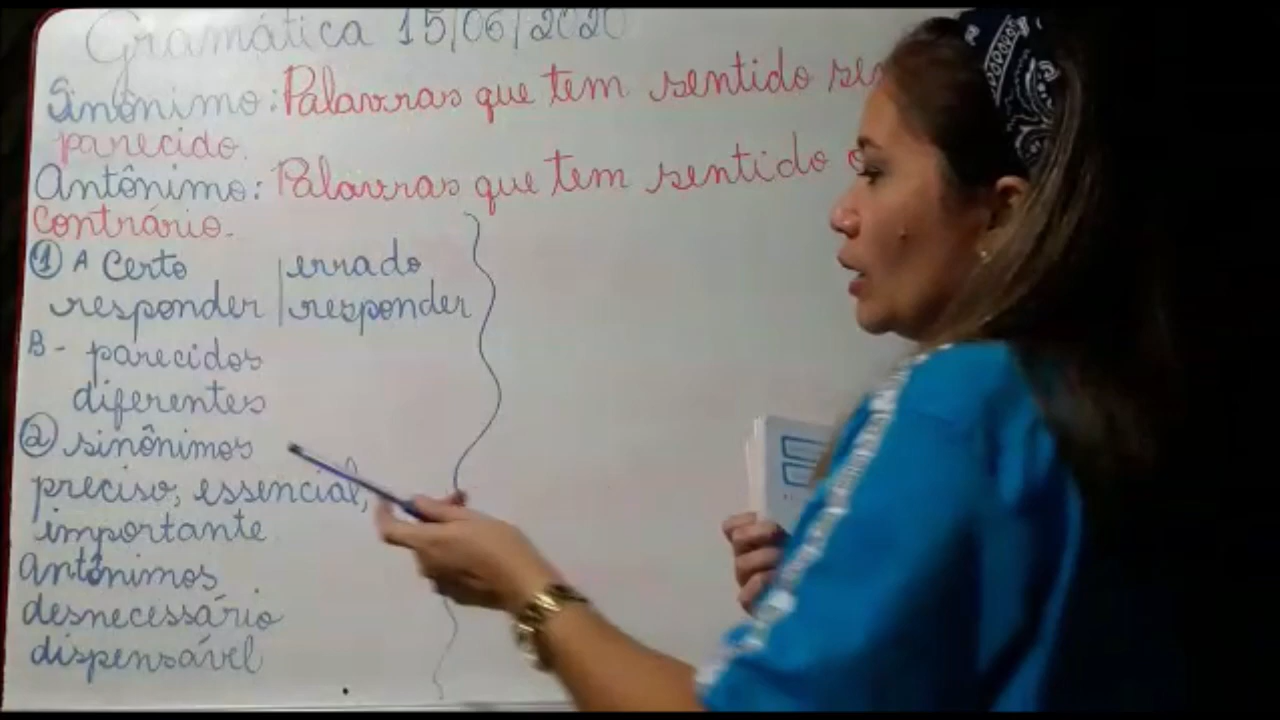 Gramática 15/06/2020
Sinônimo: Palavras que tem sentido
parecido.
Antônimo: Palavras que tem sentido
contrário.
1 A Certo | errado
responder | responder
B - parecidos
diferentes
2 sinônimos
preciso, essencial,
importante
Antônimos
desnecessário
dispensável